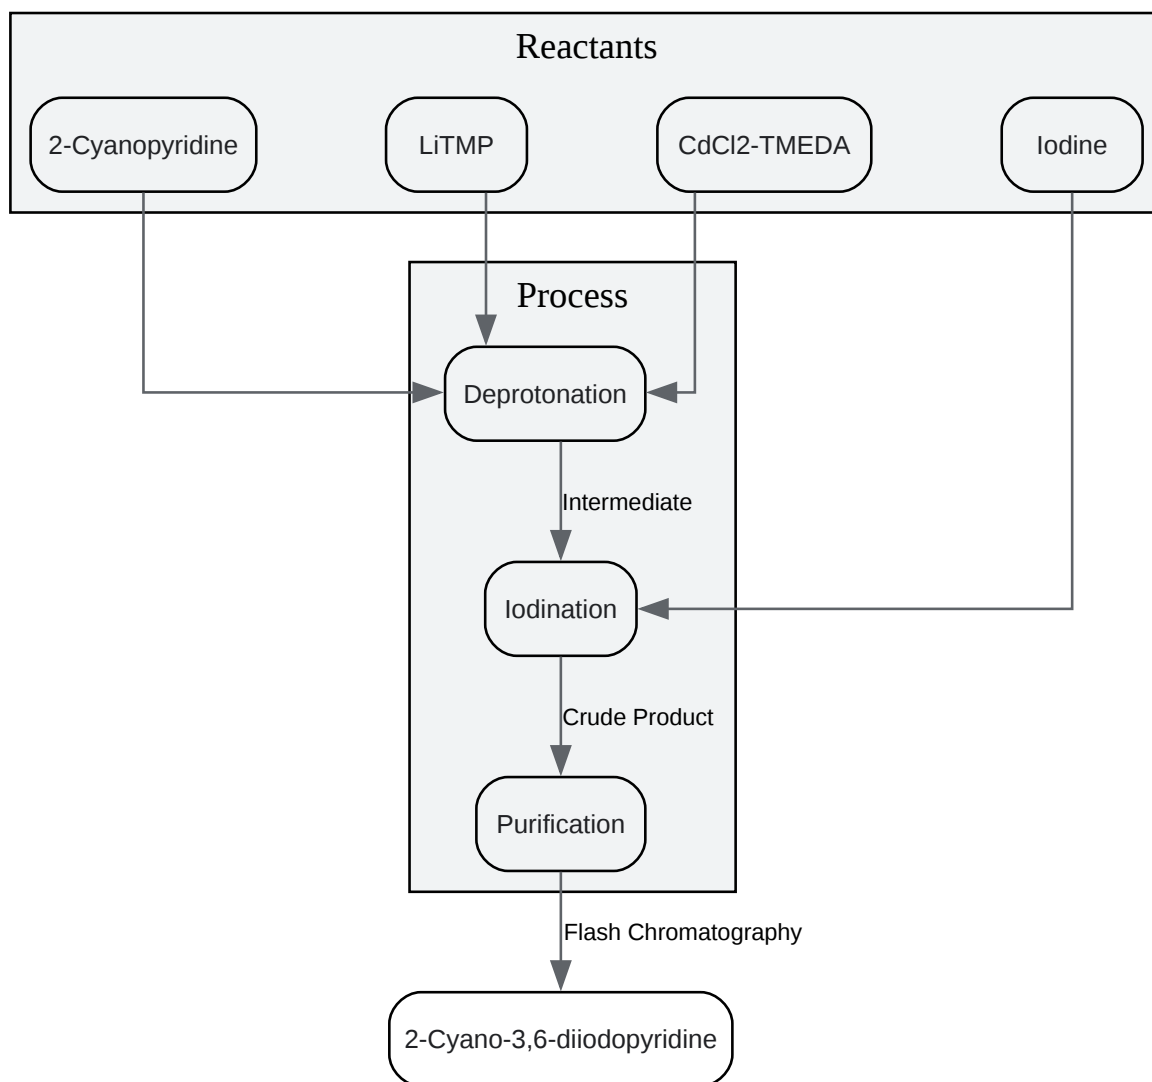 Reactants
2-Cyanopyridine
LiTMP
CdCl2-TMEDA
Iodine
Process
Deprotonation
Intermediate
Iodination
Crude Product
Purification
Flash Chromatography
2-Cyano-3,6-diiodopyridine